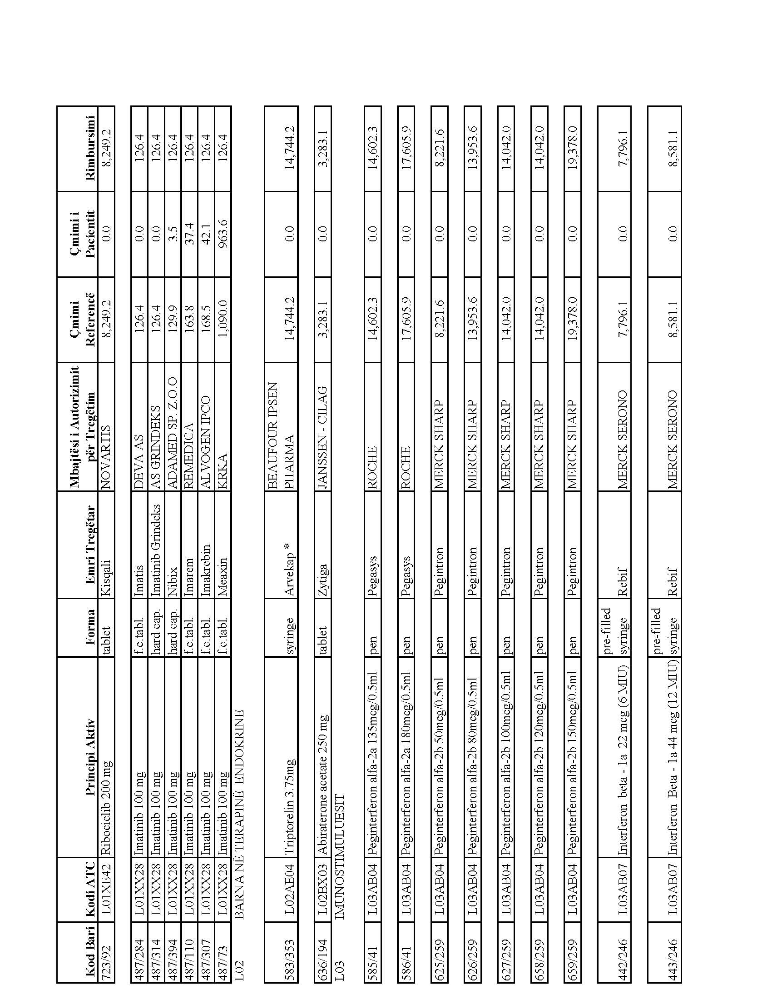 Kod Bari Kodi ATC Principi Aktiv Forma Emri Tregëtar Mbajtësi i Autorizimit për Tregëtim Çmimi Referencë Çmimi i Pacientit Rimbursimi
723/92 L01XE42 Ribociclib 200 mg tablet Kisqali NOVARTIS 8,249.2 0.0 8,249.2
487/284 L01XX28 Imatinib 100 mg f.c.tabl. Imatis DEVA AS 126.4 0.0 126.4
487/314 L01XX28 Imatinib 100 mg hard cap. Imatinib Grindeks AS GRINDEKS 126.4 0.0 126.4
487/394 L01XX28 Imatinib 100 mg hard cap. Nibix ADAMED SP. Z.O.O 129.9 3.5 126.4
487/110 L01XX28 Imatinib 100 mg f.c.tabl. Imarem REMEDICA 163.8 37.4 126.4
487/307 L01XX28 Imatinib 100 mg f.c.tabl. Imakrebin ALVOGEN IPCO 168.5 42.1 126.4
487/73 L01XX28 Imatinib 100 mg f.c.tabl. Meaxin KRKA 1,090.0 963.6 126.4
L02 BARNA NË TERAPINË ENDOKRINE
583/353 L02AE04 Triptorelin 3.75mg syringe Arvekap * BEAUFOUR IPSEN PHARMA 14,744.2 0.0 14,744.2
636/194 L02BX03 Abiraterone acetate 250 mg tablet Zytiga JANSSEN - CILAG 3,283.1 0.0 3,283.1
L03 IMUNOSTIMULUESIT
585/41 L03AB04 Peginterferon alfa-2a 135mcg/0.5ml pen Pegasys ROCHE 14,602.3 0.0 14,602.3
586/41 L03AB04 Peginterferon alfa-2a 180mcg/0.5ml pen Pegasys ROCHE 17,605.9 0.0 17,605.9
625/259 L03AB04 Peginterferon alfa-2b 50mcg/0.5ml pen Pegintron MERCK SHARP 8,221.6 0.0 8,221.6
626/259 L03AB04 Peginterferon alfa-2b 80mcg/0.5ml pen Pegintron MERCK SHARP 13,953.6 0.0 13,953.6
627/259 L03AB04 Peginterferon alfa-2b 100mcg/0.5ml pen Pegintron MERCK SHARP 14,042.0 0.0 14,042.0
658/259 L03AB04 Peginterferon alfa-2b 120mcg/0.5ml pen Pegintron MERCK SHARP 14,042.0 0.0 14,042.0
659/259 L03AB04 Peginterferon alfa-2b 150mcg/0.5ml pen Pegintron MERCK SHARP 19,378.0 0.0 19,378.0
442/246 L03AB07 Interferon beta - 1a 22 mcg (6 MIU) pre-filled syringe Rebif MERCK SERONO 7,796.1 0.0 7,796.1
443/246 L03AB07 Interferon Beta - 1a 44 mcg (12 MIU) pre-filled syringe Rebif MERCK SERONO 8,581.1 0.0 8,581.1